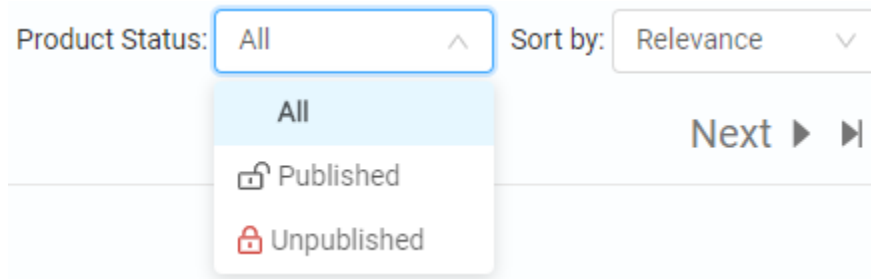 Product Status: All Sort by: Relevance
All
Next
Published
Unpublished